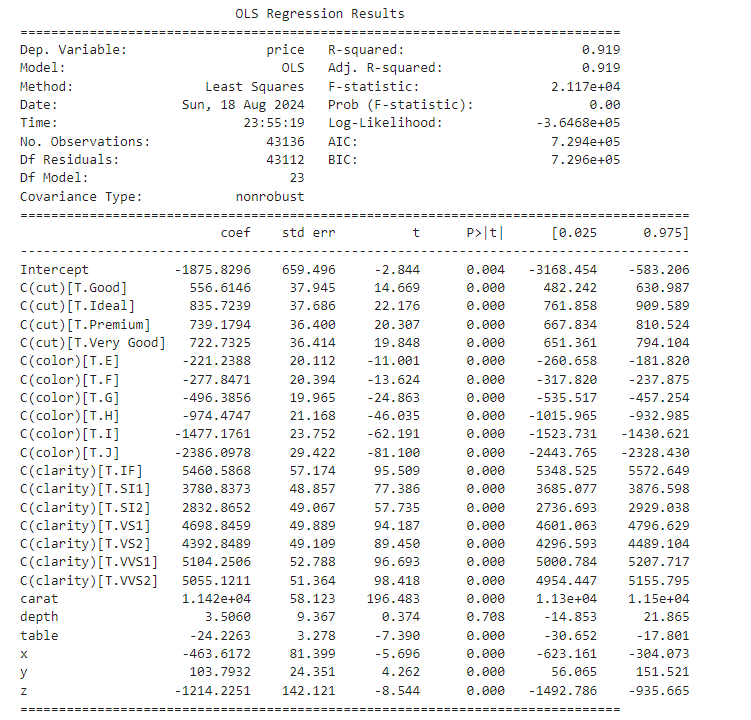 OLS Regression Results
==============================================================================
Dep. Variable: price R-squared: 0.919
Model: OLS Adj. R-squared: 0.919
Method: Least Squares F-statistic: 2.117e+04
Date: Sun, 18 Aug 2024 Prob (F-statistic): 0.00
Time: 23:55:19 Log-Likelihood: -3.6468e+05
No. Observations: 43136 AIC: 7.294e+05
Df Residuals: 43112 BIC: 7.296e+05
Df Model: 23
Covariance Type: nonrobust
=======================================================================================
coef std err t P>|t| [0.025 0.975]
---------------------------------------------------------------------------------------
Intercept -1875.8296 659.496 -2.844 0.004 -3168.454 -583.206
C(cut)[T.Good] 556.6146 37.945 14.669 0.000 482.242 630.987
C(cut)[T.Ideal] 835.7239 37.686 22.176 0.000 761.858 909.589
C(cut)[T.Premium] 739.1794 36.400 20.307 0.000 667.834 810.524
C(cut)[T.Very Good] 722.7325 36.414 19.848 0.000 651.361 794.104
C(color)[T.E] -221.2388 20.112 -11.001 0.000 -260.658 -181.820
C(color)[T.F] -277.8471 20.394 -13.624 0.000 -317.820 -237.875
C(color)[T.G] -496.3856 19.965 -24.863 0.000 -535.517 -457.254
C(color)[T.H] -974.4747 21.168 -46.035 0.000 -1015.965 -932.985
C(color)[T.I] -1477.1761 23.752 -62.191 0.000 -1523.731 -1430.621
C(color)[T.J] -2386.0978 29.422 -81.100 0.000 -2443.765 -2328.430
C(clarity)[T.IF] 5460.5868 57.174 95.509 0.000 5348.525 5572.649
C(clarity)[T.SI1] 3780.8373 48.857 77.386 0.000 3685.077 3876.598
C(clarity)[T.SI2] 2832.8652 49.067 57.735 0.000 2736.693 2929.038
C(clarity)[T.VS1] 4698.8459 49.889 94.187 0.000 4601.063 4796.629
C(clarity)[T.VS2] 4392.8489 49.109 89.450 0.000 4296.593 4489.104
C(clarity)[T.VVS1] 5104.2506 52.788 96.693 0.000 5000.784 5207.717
C(clarity)[T.VVS2] 5055.1211 51.364 98.418 0.000 4954.447 5155.795
carat 1.142e+04 58.123 196.483 0.000 1.13e+04 1.15e+04
depth 3.5060 9.367 0.374 0.708 -14.853 21.865
table -24.2263 3.278 -7.390 0.000 -30.652 -17.801
x -463.6172 81.399 -5.696 0.000 -623.161 -304.073
y 103.7932 24.351 4.262 0.000 56.065 151.521
z -1214.2251 142.121 -8.544 0.000 -1492.786 -935.665
==============================================================================